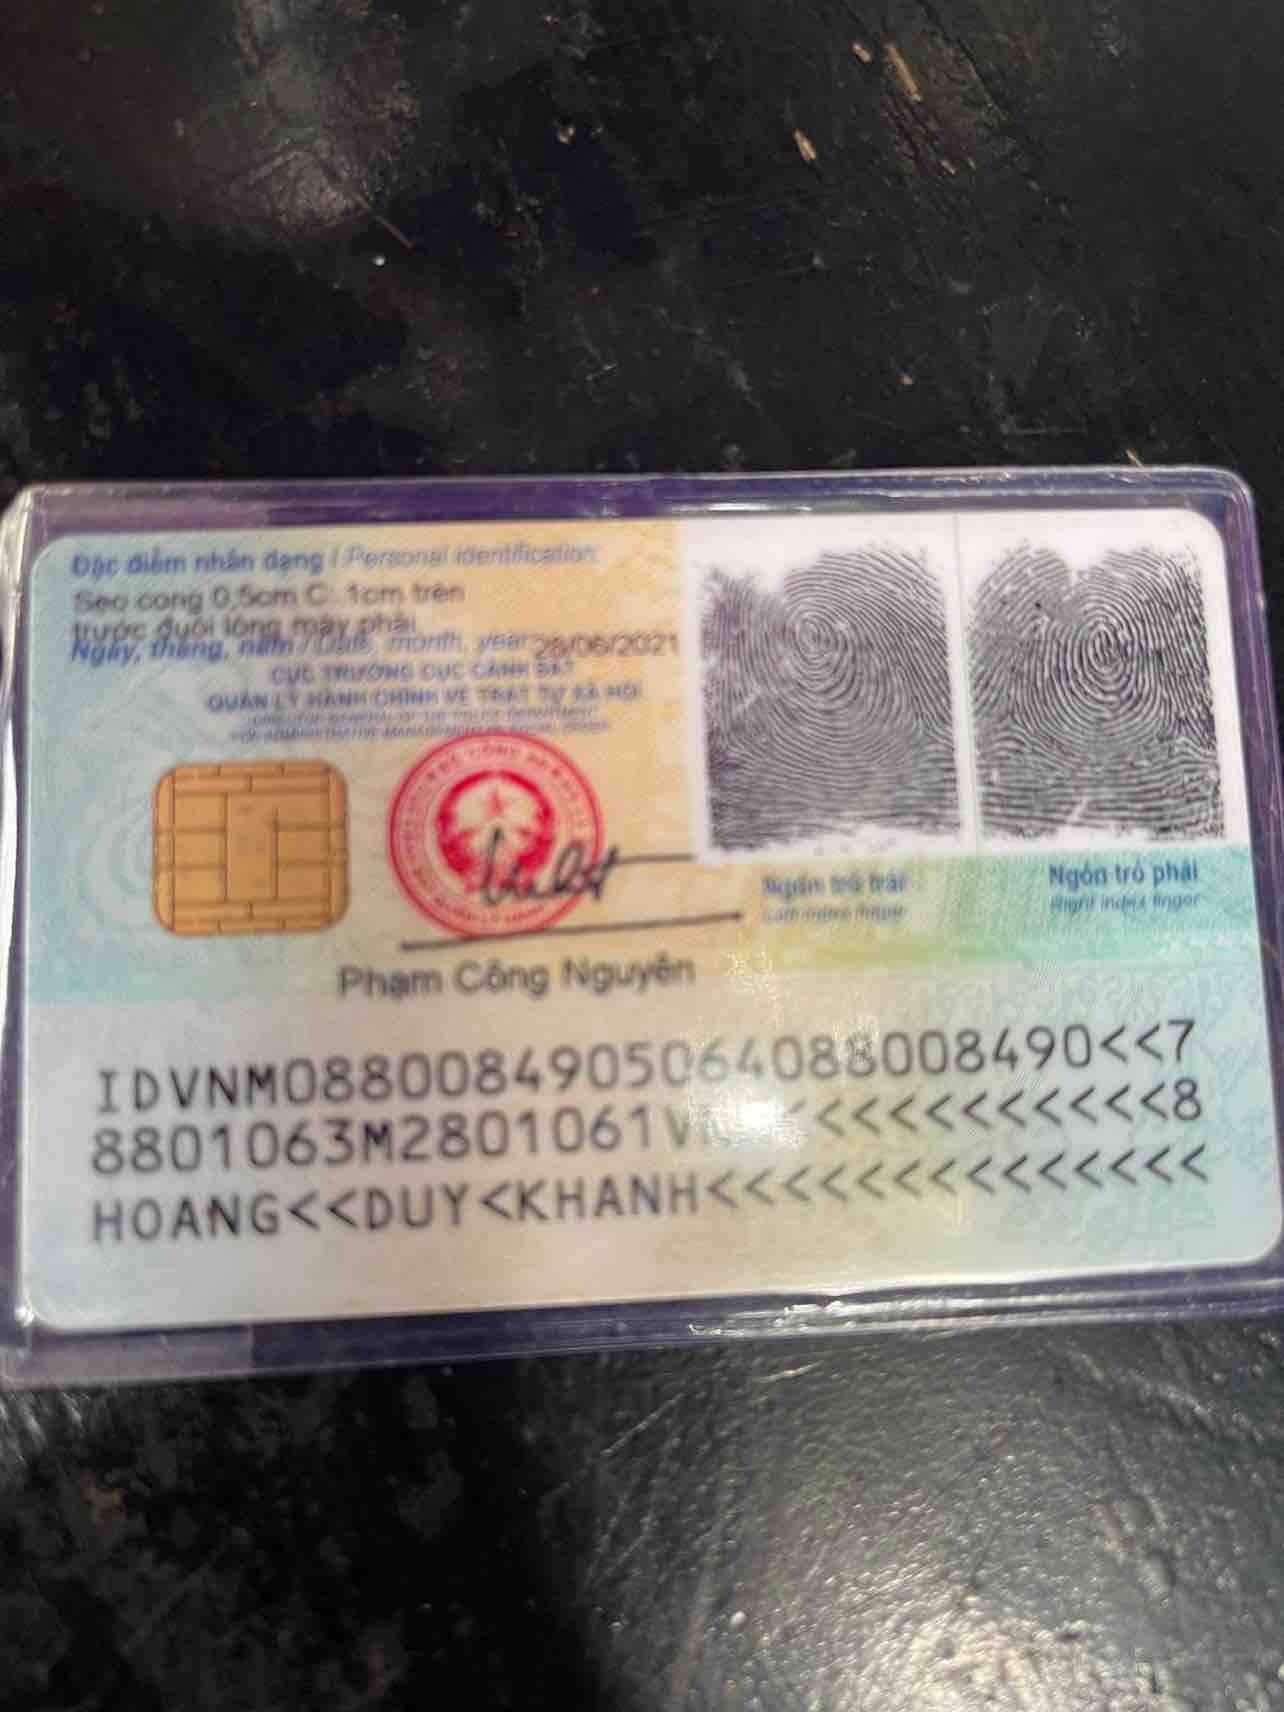 Đặc điểm nhân dạng / Personal identification:
Sẹo cong 0,5cm C: 1cm trên
trước đuôi lông mày phải
Ngày, tháng, năm / Date, month, year 28/06/2021
CỤC TRƯỞNG CỤC CẢNH SÁT
QUẢN LÝ HÀNH CHÍNH VỀ TRẬT TỰ XÃ HỘI
Phạm Công Nguyên
Ngón trỏ trái
Left index finger
Ngón trỏ phải
Right index finger
IDVNM0880084905064088008490<<7
8801063M2801061V <<<<<<<<<<<8
HOANG<<DUY<KHANH<<<<<<<<<<<<<<